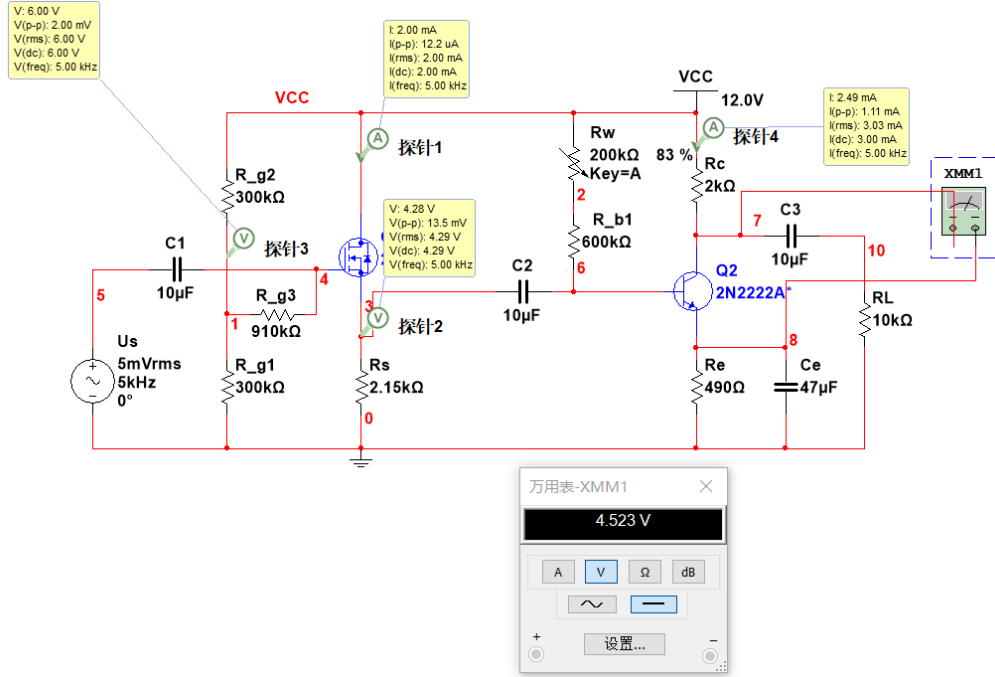 V: 6.00 V
V(p-p): 2.00 mV
V(rms): 6.00 V
V(dc): 6.00 V
V(freq): 5.00 kHz
I: 2.00 mA
I(p-p): 12.2 uA
I(rms): 2.00 mA
I(dc): 2.00 mA
I(freq): 5.00 kHz
VCC
VCC
12.0V
I: 2.49 mA
I(p-p): 1.11 mA
I(rms): 3.03 mA
I(dc): 3.00 mA
I(freq): 5.00 kHz
A
探针1
A
探针4
Rw
200kΩ
Key=A
83 %
Rc
2kΩ
XMM1
R_g2
300kΩ
2
R_b1
600kΩ
6
V: 4.28 V
V(p-p): 13.5 mV
V(rms): 4.29 V
V(dc): 4.29 V
V(freq): 5.00 kHz
7
C3
10µF
10
V
探针3
C1
10µF
4
C2
10µF
Q2
2N2222A*
5
R_g3
910kΩ
1
3
V
探针2
RL
10kΩ
8
Us
5mVrms
5kHz
0°
R_g1
300kΩ
Rs
2.15kΩ
0
Re
490Ω
Ce
47µF
万用表-XMM1
4.523 V
A
V
Ω
dB
+
设置...
−